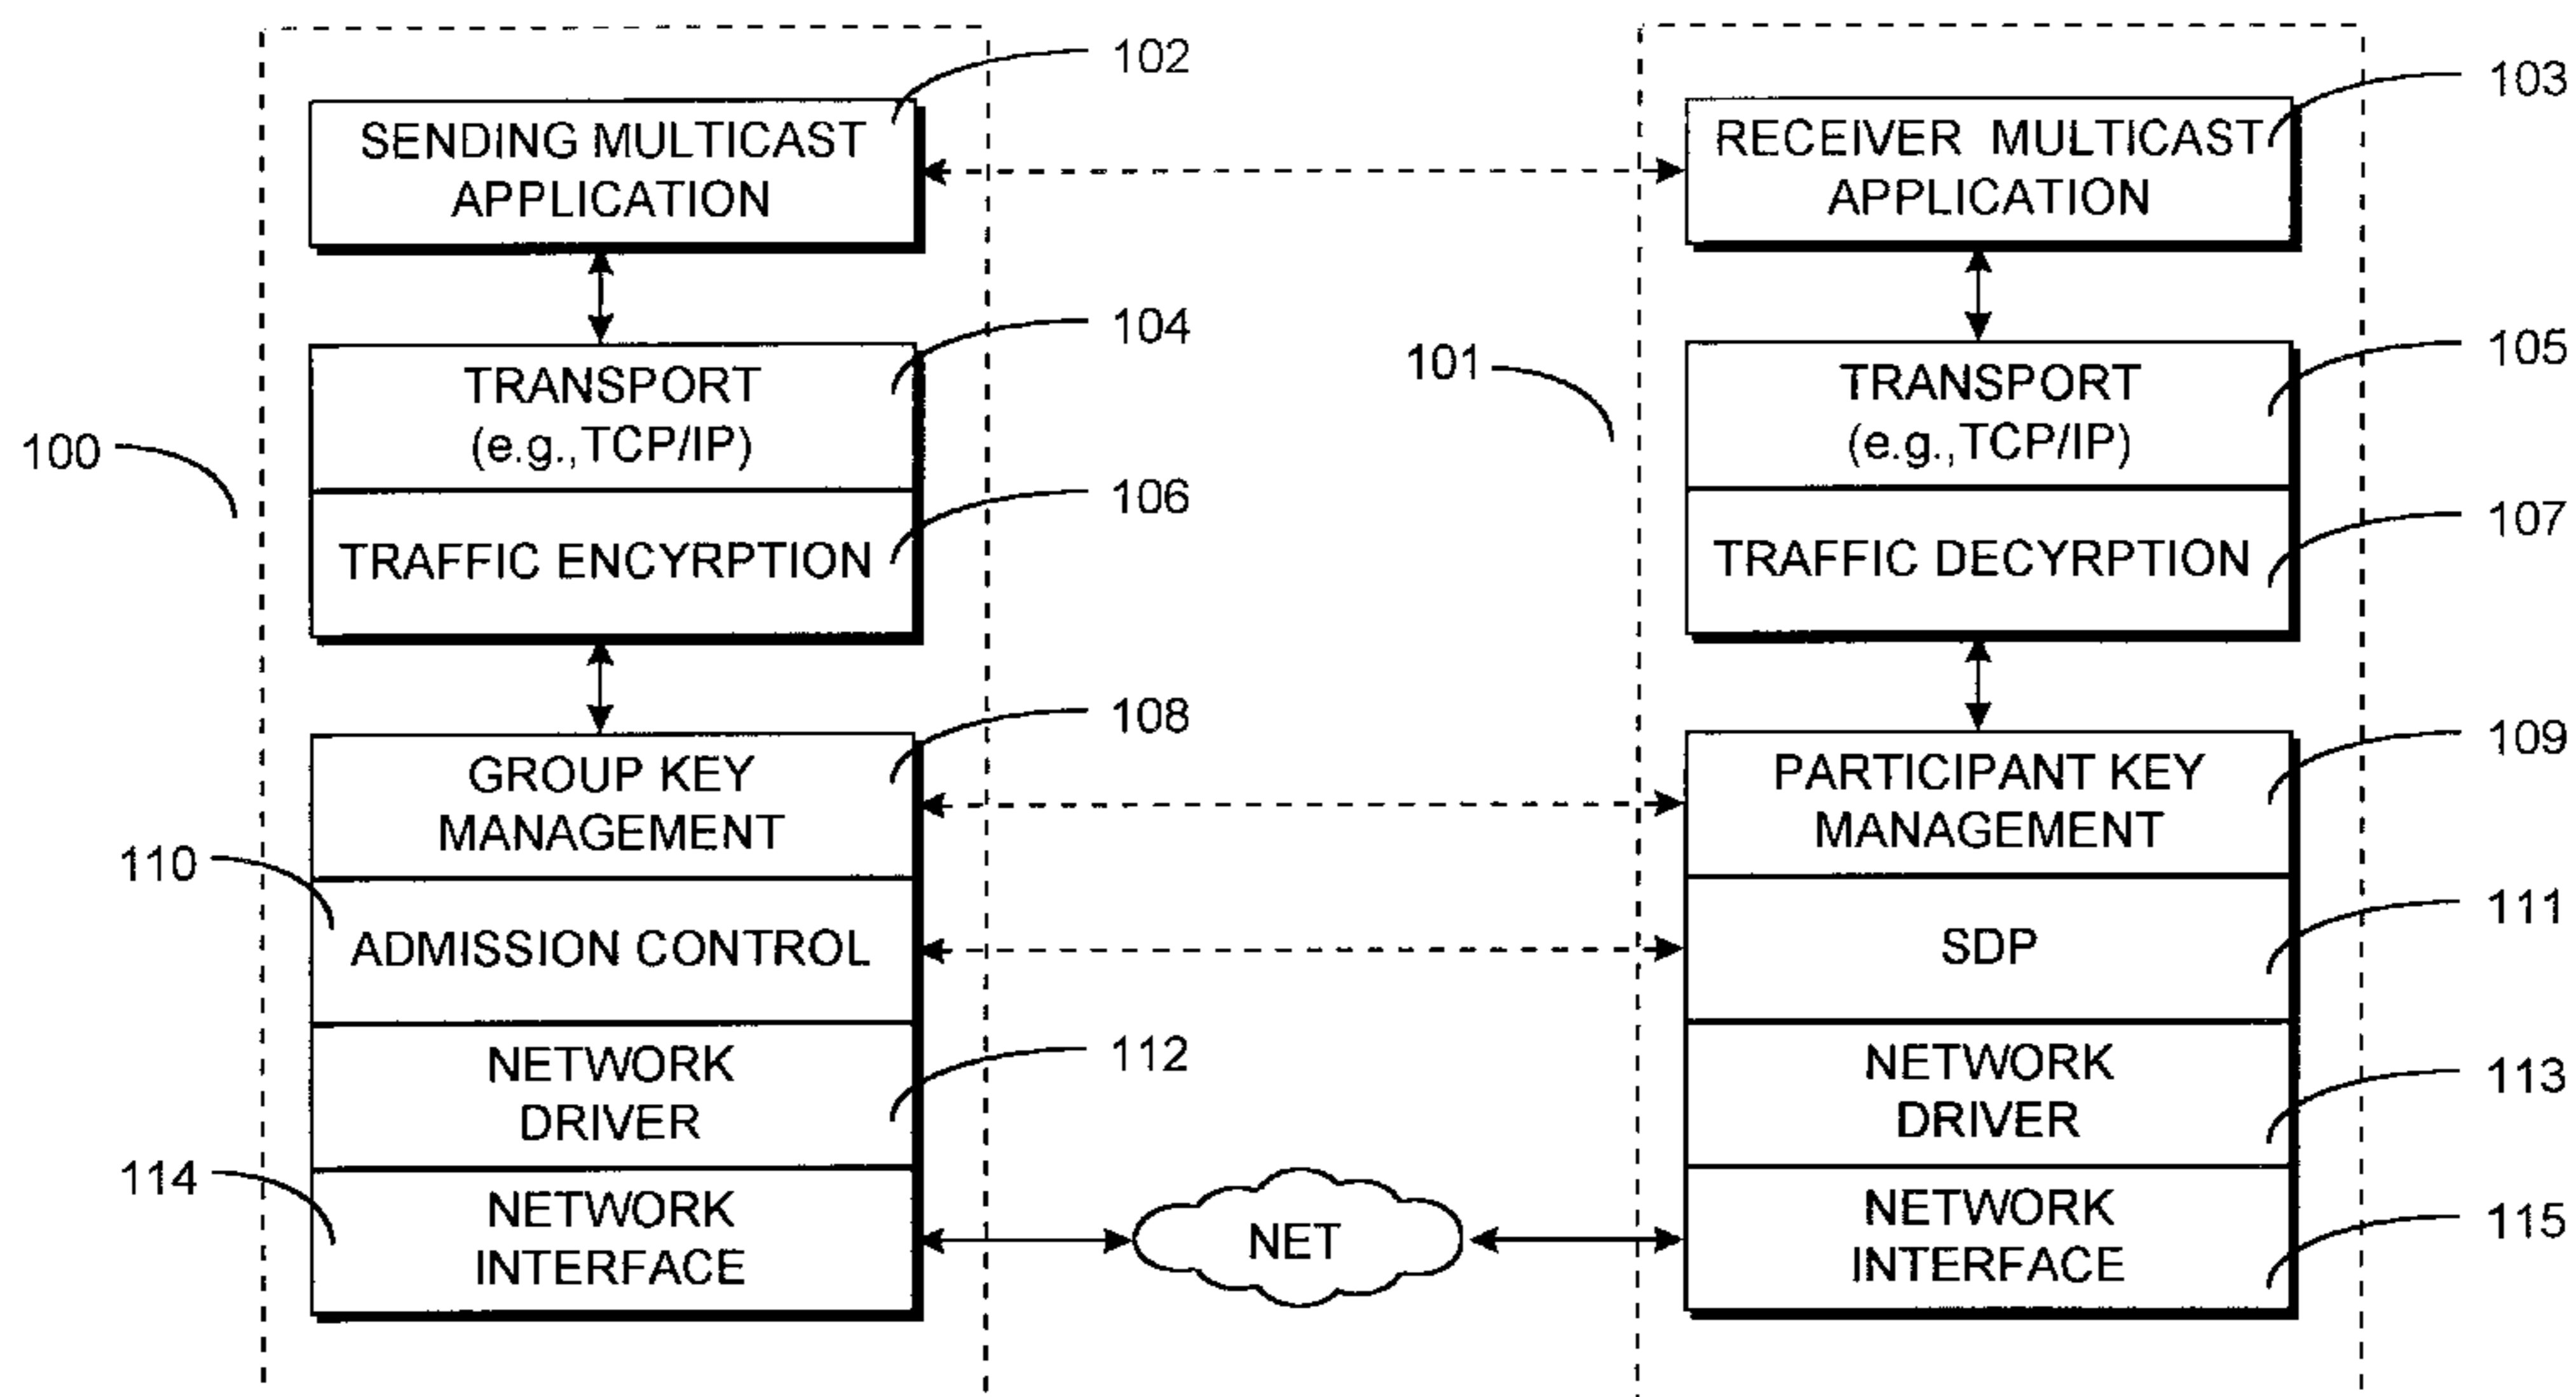 102
SENDING MULTICAST
APPLICATION
104
TRANSPORT
(e.g.,TCP/IP)
100
106
TRAFFIC ENCYRPTION
108
GROUP KEY
MANAGEMENT
110
ADMISSION CONTROL
NETWORK
DRIVER
112
114
NETWORK
INTERFACE
NET
103
RECEIVER MULTICAST
APPLICATION
101
105
TRANSPORT
(e.g.,TCP/IP)
107
TRAFFIC DECYRPTION
109
PARTICIPANT KEY
MANAGEMENT
111
SDP
NETWORK
DRIVER
113
NETWORK
INTERFACE
115